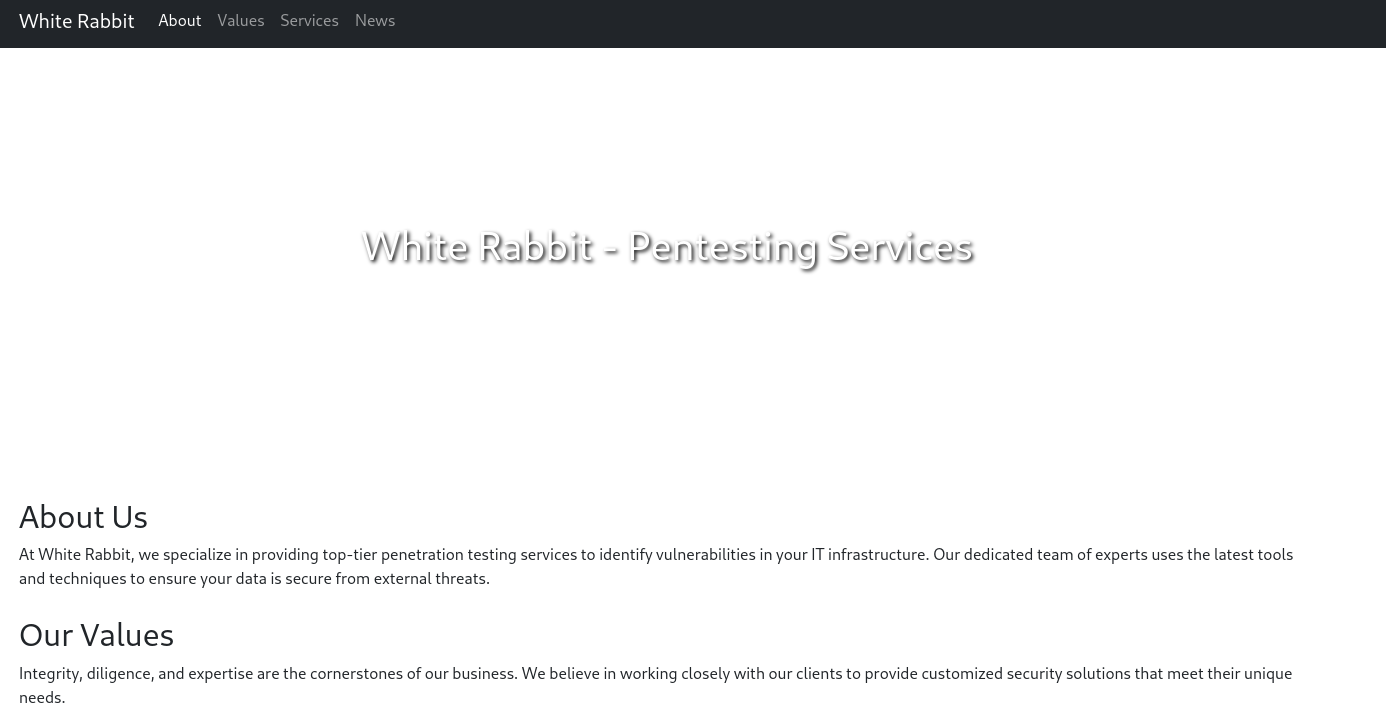 White Rabbit About Values Services News
White Rabbit - Pentesting Services
About Us
At White Rabbit, we specialize in providing top-tier penetration testing services to identify vulnerabilities in your IT infrastructure. Our dedicated team of experts uses the latest tools
and techniques to ensure your data is secure from external threats.
Our Values
Integrity, diligence, and expertise are the cornerstones of our business. We believe in working closely with our clients to provide customized security solutions that meet their unique
needs.